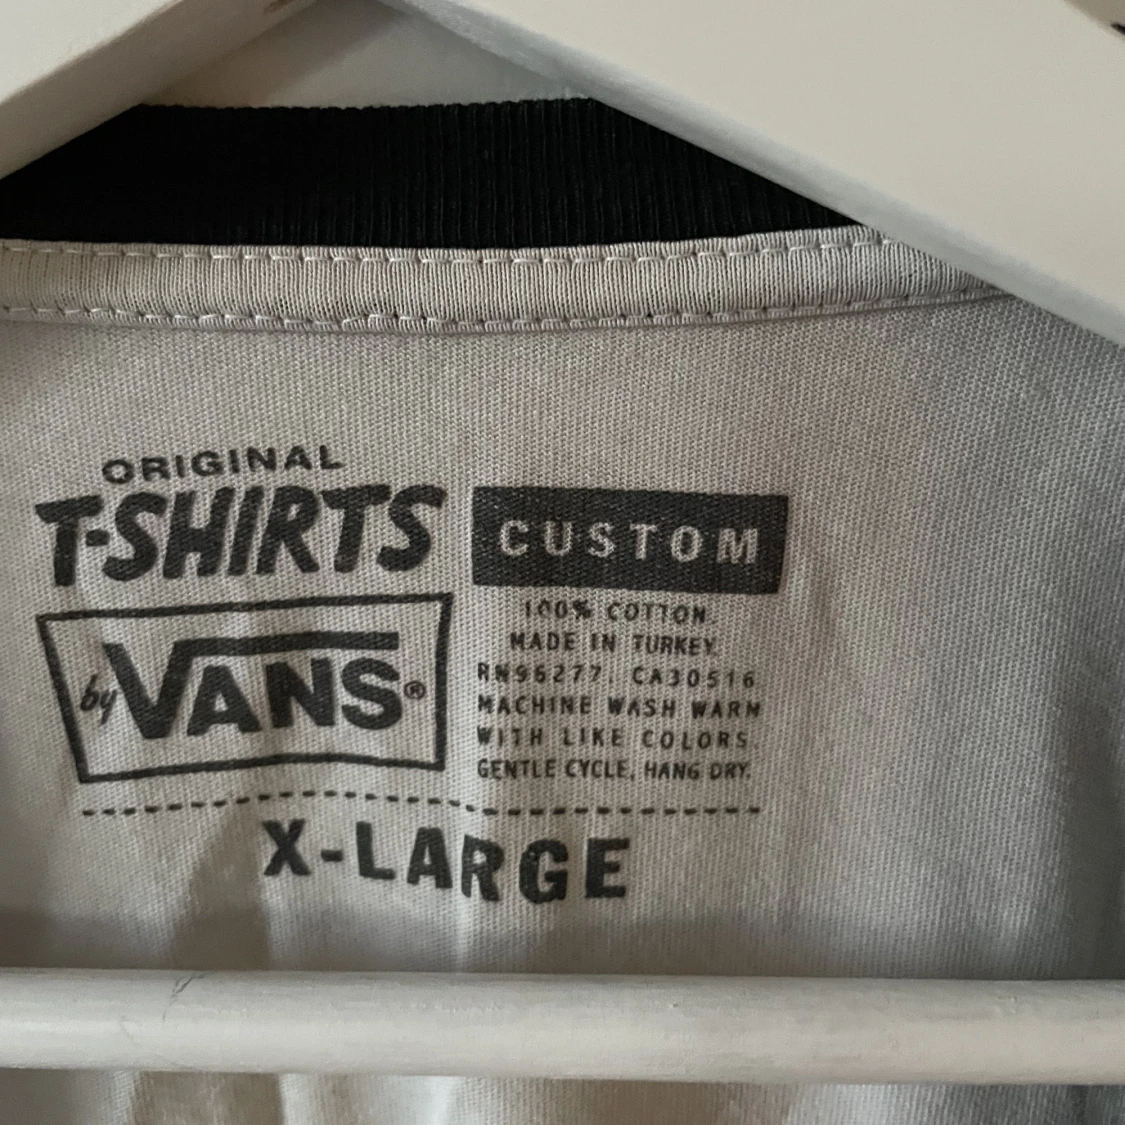 ORIGINAL
T-SHIRTS
by VANS®
CUSTOM
100% COTTON.
MADE IN TURKEY.
RN96277, CA30516
MACHINE WASH WARM
WITH LIKE COLORS.
GENTLE CYCLE, HANG DRY.
X-LARGE